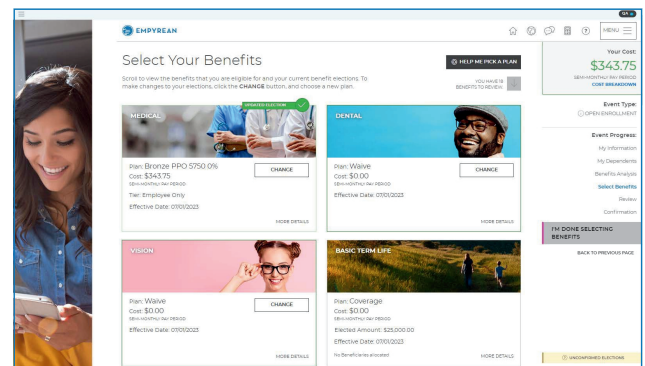 QA
EMPYREAN
MENU
Select Your Benefits
HELP ME PICK A PLAN
Scroll to view the benefits that you are eligible for and your current benefit elections. To
make changes to your elections, click the CHANGE button, and choose a new plan.
YOU HAVE 18
BENEFITS TO REVIEW.
MEDICAL
UPDATED ELECTION
Plan: Bronze PPO 5750 0%
Cost: $343.75
SEMI-MONTHLY PAY PERIOD
Tier: Employee Only
Effective Date: 07/01/2023
CHANGE
MORE DETAILS
DENTAL
Plan: Waive
Cost: $0.00
SEMI-MONTHLY PAY PERIOD
Effective Date: 07/01/2023
CHANGE
MORE DETAILS
VISION
Plan: Waive
Cost: $0.00
SEMI-MONTHLY PAY PERIOD
Effective Date: 07/01/2023
CHANGE
MORE DETAILS
BASIC TERM LIFE
Plan: Coverage
Cost: $0.00
SEMI-MONTHLY PAY PERIOD
Elected Amount: $25,000.00
Effective Date: 07/01/2023
No Beneficiaries allocated
MORE DETAILS
Your Cost:
$343.75
SEMI-MONTHLY PAY PERIOD
COST BREAKDOWN
Event Type:
OPEN ENROLLMENT
Event Progress:
My Information
My Dependents
Benefits Analysis
Select Benefits
Review
Confirmation
I'M DONE SELECTING
BENEFITS
BACK TO PREVIOUS PAGE
UNCONFIRMED ELECTIONS